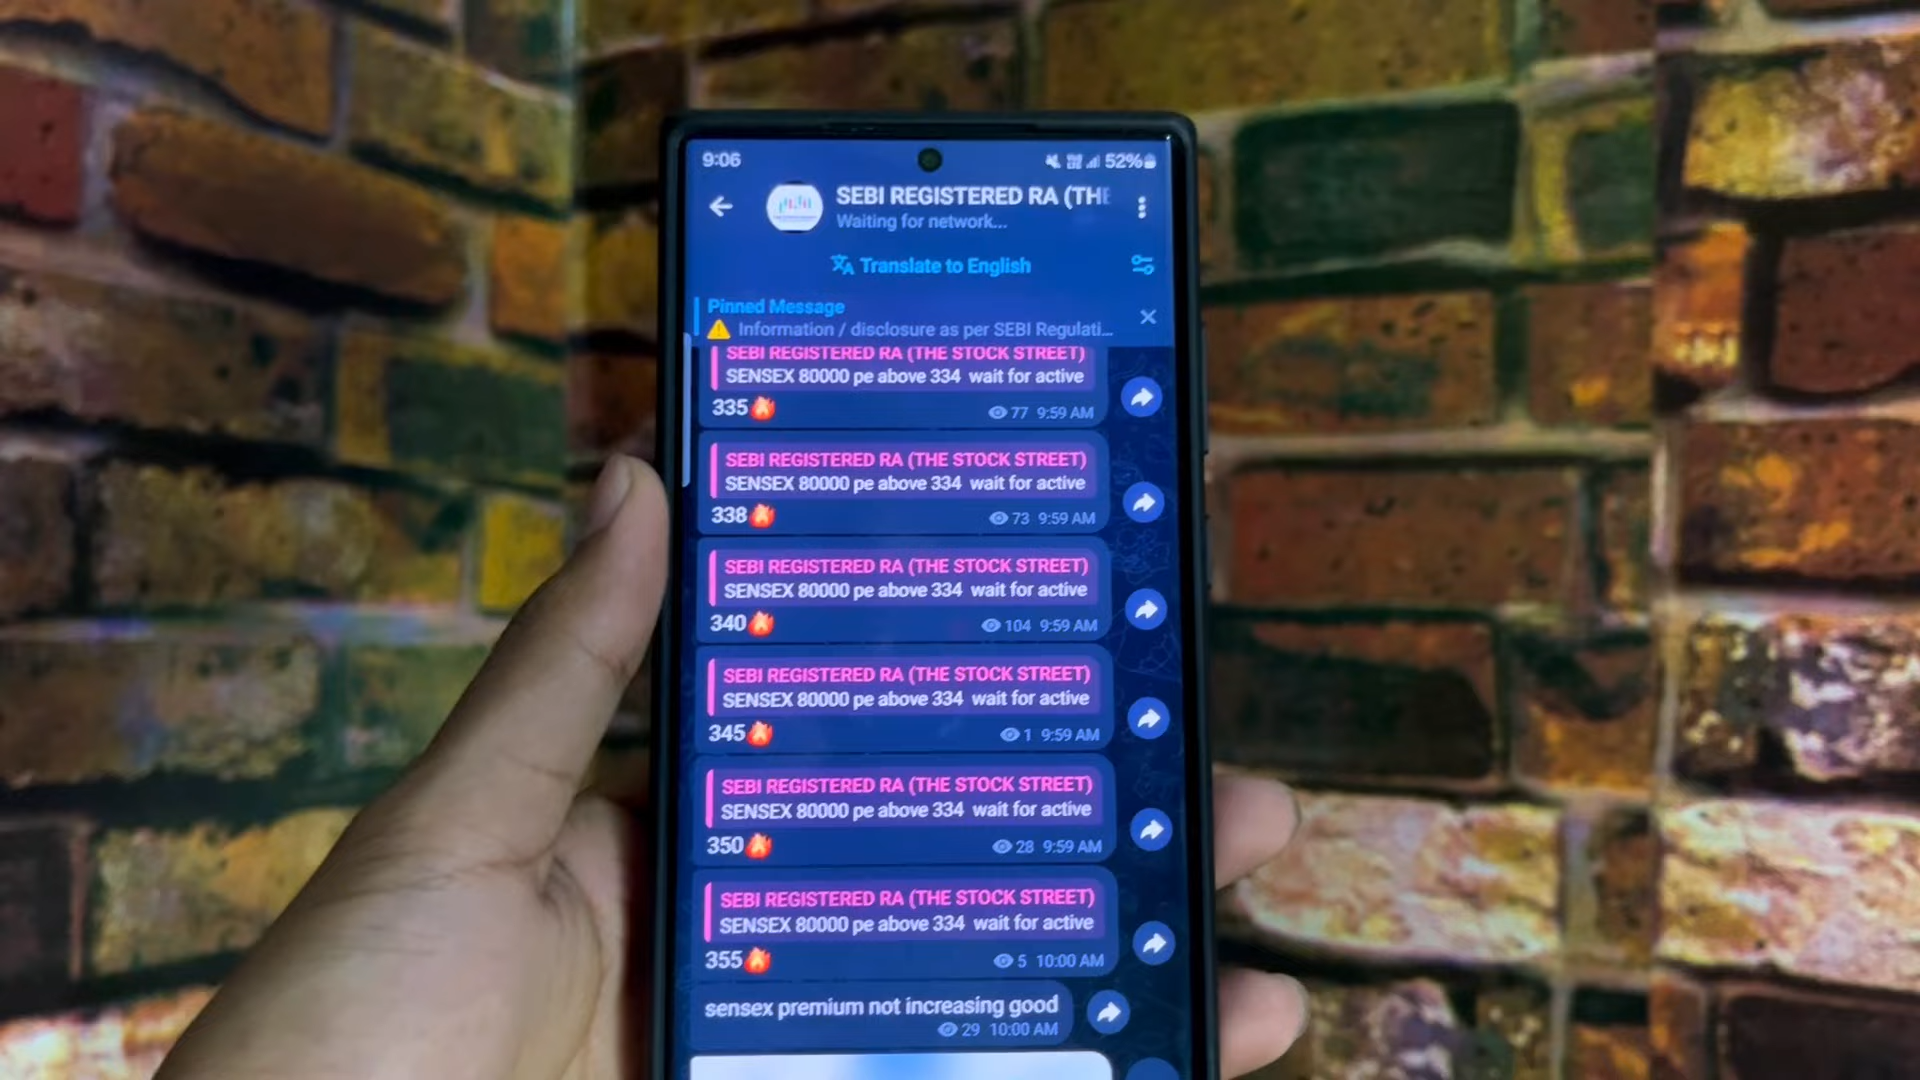 9:06
52%
SEBI REGISTERED RA (THE
Waiting for network...
Translate to English
Pinned Message
Information / disclosure as per SEBI Regulati...
SEBI REGISTERED RA (THE STOCK STREET)
SENSEX 80000 pe above 334 wait for active
335🔥 77 9:59 AM
SEBI REGISTERED RA (THE STOCK STREET)
SENSEX 80000 pe above 334 wait for active
338🔥 73 9:59 AM
SEBI REGISTERED RA (THE STOCK STREET)
SENSEX 80000 pe above 334 wait for active
340🔥 104 9:59 AM
SEBI REGISTERED RA (THE STOCK STREET)
SENSEX 80000 pe above 334 wait for active
345🔥 1 9:59 AM
SEBI REGISTERED RA (THE STOCK STREET)
SENSEX 80000 pe above 334 wait for active
350🔥 28 9:59 AM
SEBI REGISTERED RA (THE STOCK STREET)
SENSEX 80000 pe above 334 wait for active
355🔥 5 10:00 AM
sensex premium not increasing good
29 10:00 AM